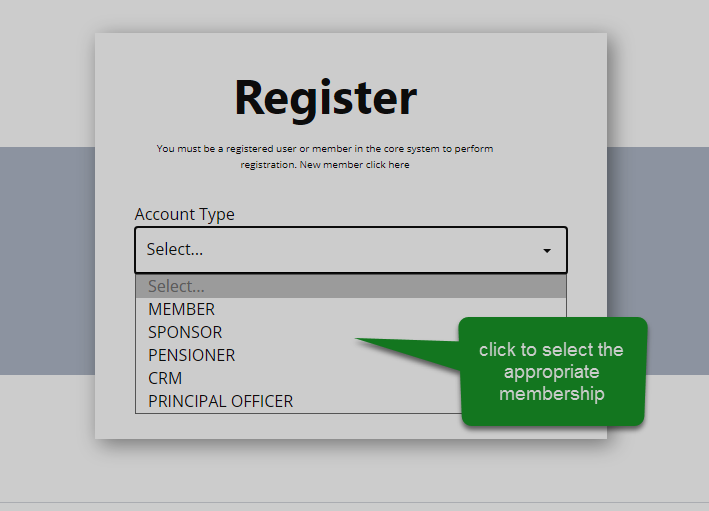 Register
You must be a registered user or member in the core system to perform
registration. New member click here
Account Type
Select...
Select...
MEMBER
SPONSOR
PENSIONER
CRM
PRINCIPAL OFFICER
click to select the
appropriate
membership